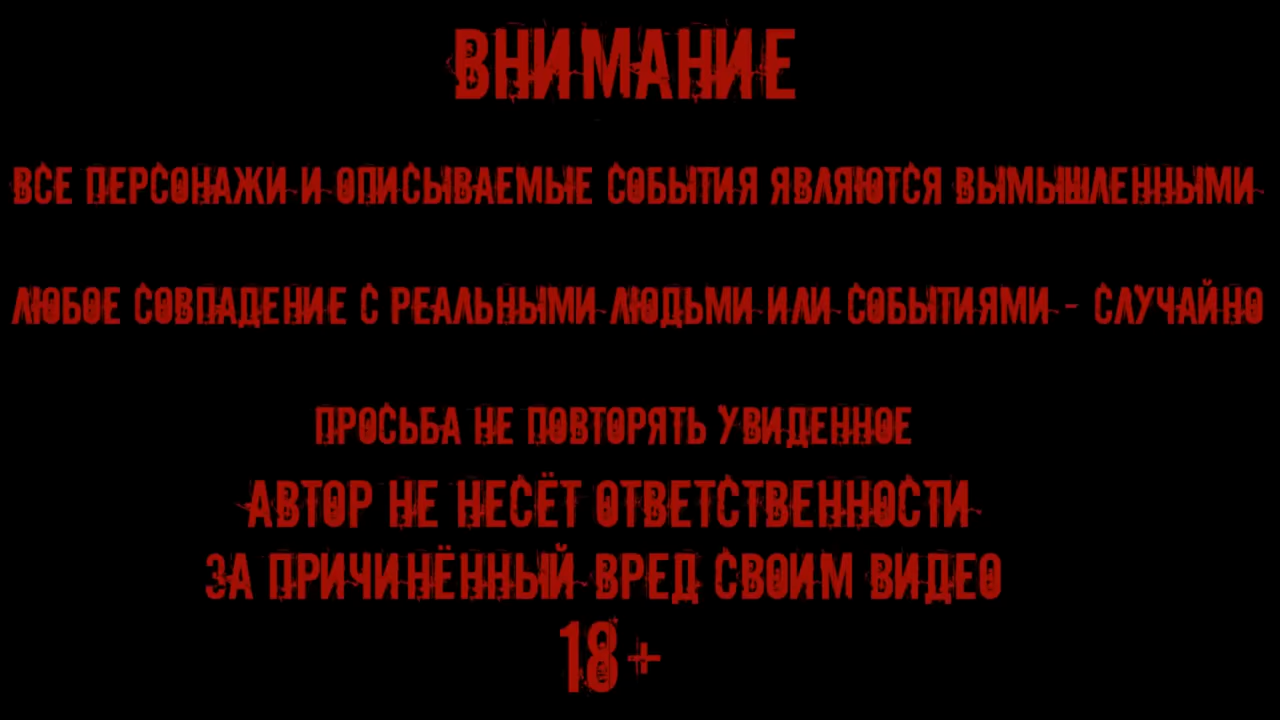 ВНИМАНИЕ
ВСЕ ПЕРСОНАЖИ И ОПИСЫВАЕМЫЕ СОБЫТИЯ ЯВЛЯЮТСЯ ВЫМЫШЛЕННЫМИ
ЛЮБОЕ СОВПАДЕНИЕ С РЕАЛЬНЫМИ ЛЮДЬМИ ИЛИ СОБЫТИЯМИ - СЛУЧАЙНО
ПРОСЬБА НЕ ПОВТОРЯТЬ УВИДЕННОЕ
АВТОР НЕ НЕСЁТ ОТВЕТСТВЕННОСТИ
ЗА ПРИЧИНЁННЫЙ ВРЕД СВОИМ ВИДЕО
18+